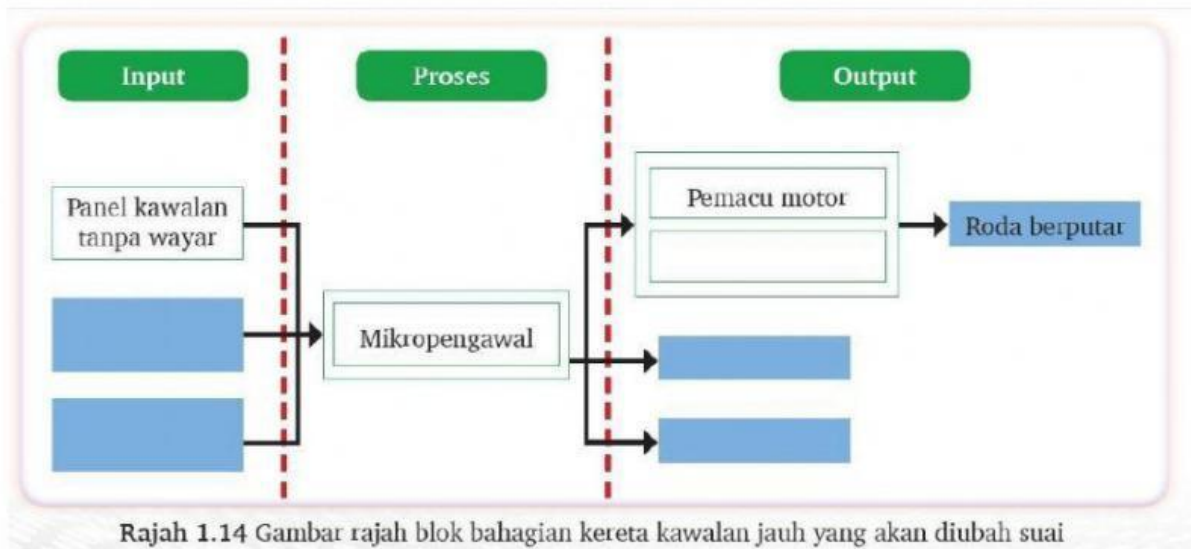 Input
Proses
Output
Panel kawalan
tanpa wayar
Pemacu motor
Roda berputar
Mikropengawal
Rajah 1.14 Gambar rajah blok bahagian kereta kawalan jauh yang akan diubah suai